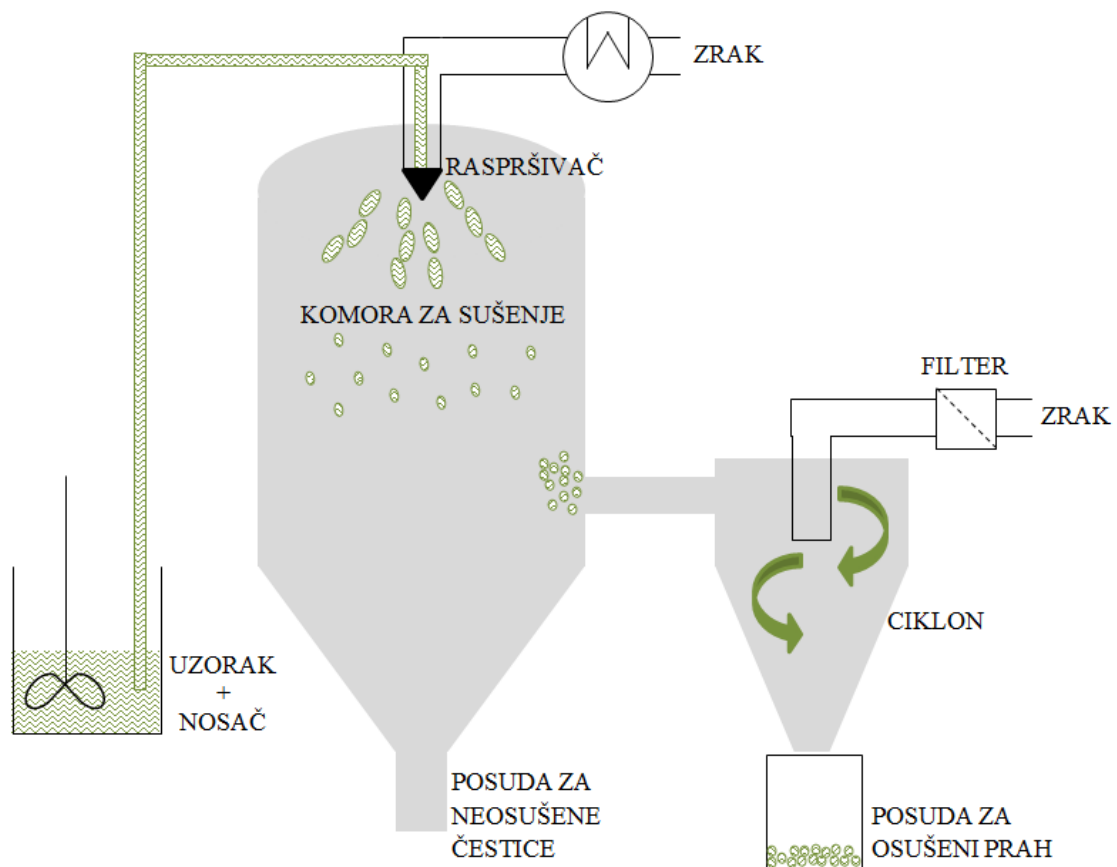 ZRAK
RASPRŠIVAČ
KOMORA ZA SUŠENJE
FILTER
ZRAK
CIKLON
UZORAK
+
NOSAČ
POSUDA ZA
NEOSUŠENE
ČESTICE
POSUDA ZA
OSUŠENI PRAH